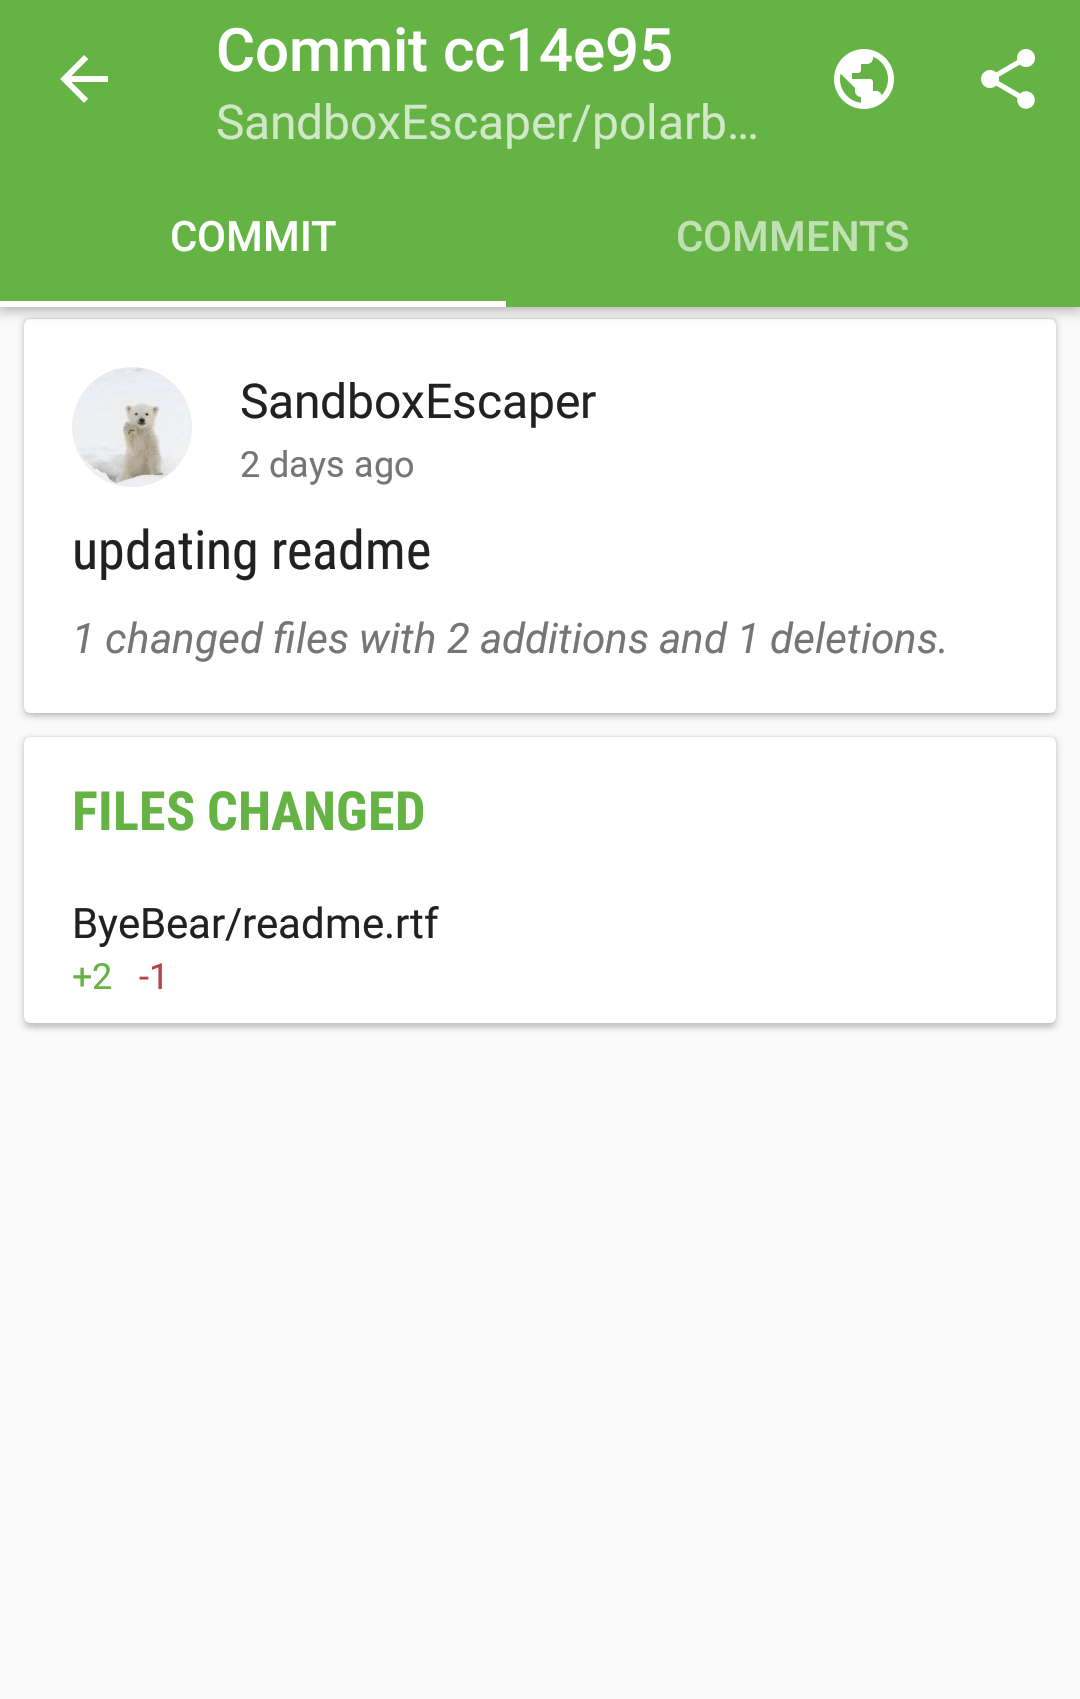 Commit cc14e95
SandboxEscaper/polarb...
COMMIT
COMMENTS
SandboxEscaper
2 days ago
updating readme
1 changed files with 2 additions and 1 deletions.
FILES CHANGED
ByeBear/readme.rtf
+2 -1